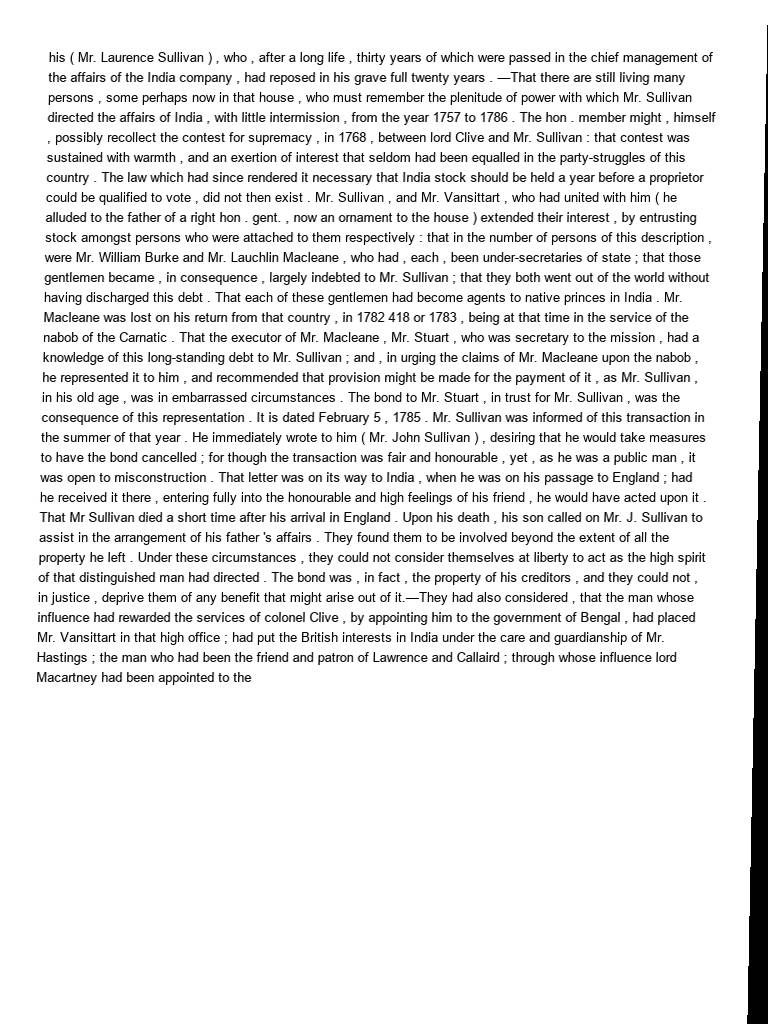 his ( Mr. Laurence Sullivan ) , who , after a long life , thirty years of which were passed in the chief management of
the affairs of the India company , had reposed in his grave full twenty years . —That there are still living many
persons , some perhaps now in that house , who must remember the plenitude of power with which Mr. Sullivan
directed the affairs of India , with little intermission , from the year 1757 to 1786 . The hon . member might , himself
, possibly recollect the contest for supremacy , in 1768 , between lord Clive and Mr. Sullivan : that contest was
sustained with warmth , and an exertion of interest that seldom had been equalled in the party-struggles of this
country . The law which had since rendered it necessary that India stock should be held a year before a proprietor
could be qualified to vote , did not then exist . Mr. Sullivan , and Mr. Vansittart , who had united with him ( he
alluded to the father of a right hon . gent. , now an ornament to the house ) extended their interest , by entrusting
stock amongst persons who were attached to them respectively : that in the number of persons of this description ,
were Mr. William Burke and Mr. Lauchlin Macleane , who had , each , been under-secretaries of state ; that those
gentlemen became , in consequence , largely indebted to Mr. Sullivan ; that they both went out of the world without
having discharged this debt . That each of these gentlemen had become agents to native princes in India . Mr.
Macleane was lost on his return from that country , in 1782 418 or 1783 , being at that time in the service of the
nabob of the Carnatic . That the executor of Mr. Macleane , Mr. Stuart , who was secretary to the mission , had a
knowledge of this long-standing debt to Mr. Sullivan ; and , in urging the claims of Mr. Macleane upon the nabob ,
he represented it to him , and recommended that provision might be made for the payment of it , as Mr. Sullivan ,
in his old age , was in embarrassed circumstances . The bond to Mr. Stuart , in trust for Mr. Sullivan , was the
consequence of this representation . It is dated February 5 , 1785 . Mr. Sullivan was informed of this transaction in
the summer of that year . He immediately wrote to him ( Mr. John Sullivan ) , desiring that he would take measures
to have the bond cancelled ; for though the transaction was fair and honourable , yet , as he was a public man , it
was open to misconstruction . That letter was on its way to India , when he was on his passage to England ; had
he received it there , entering fully into the honourable and high feelings of his friend , he would have acted upon it .
That Mr Sullivan died a short time after his arrival in England . Upon his death , his son called on Mr. J. Sullivan to
assist in the arrangement of his father 's affairs . They found them to be involved beyond the extent of all the
property he left . Under these circumstances , they could not consider themselves at liberty to act as the high spirit
of that distinguished man had directed . The bond was , in fact , the property of his creditors , and they could not ,
in justice , deprive them of any benefit that might arise out of it.—They had also considered , that the man whose
influence had rewarded the services of colonel Clive , by appointing him to the government of Bengal , had placed
Mr. Vansittart in that high office ; had put the British interests in India under the care and guardianship of Mr.
Hastings ; the man who had been the friend and patron of Lawrence and Callaird ; through whose influence lord
Macartney had been appointed to the